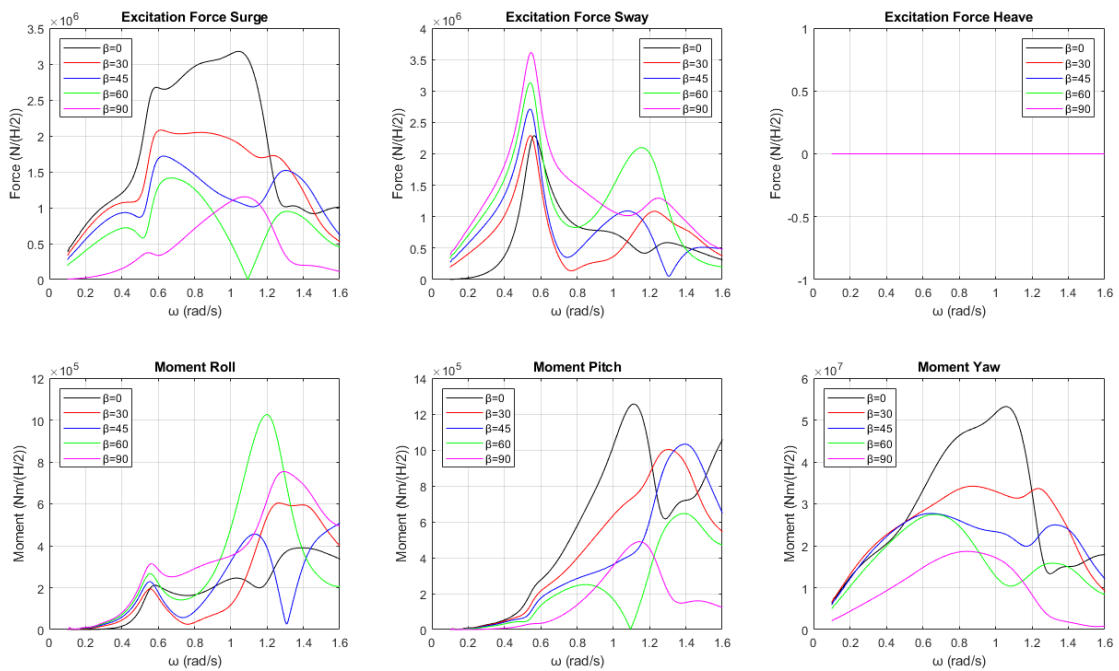 Excitation Force Surge
× 10^6
3.5
3
2.5
2
1.5
1
0.5
0
Force (N/(H/2))
β=0
β=30
β=45
β=60
β=90
0 0.2 0.4 0.6 0.8 1 1.2 1.4 1.6
ω (rad/s)
Excitation Force Sway
× 10^6
4
3.5
3
2.5
2
1.5
1
0.5
0
Force (N/(H/2))
β=0
β=30
β=45
β=60
β=90
0 0.2 0.4 0.6 0.8 1 1.2 1.4 1.6
ω (rad/s)
Excitation Force Heave
1
0.5
0
-0.5
-1
Force (N/(H/2))
β=0
β=30
β=45
β=60
β=90
0 0.2 0.4 0.6 0.8 1 1.2 1.4 1.6
ω (rad/s)
Moment Roll
× 10^5
12
10
8
6
4
2
0
Moment (Nm/(H/2))
β=0
β=30
β=45
β=60
β=90
0 0.2 0.4 0.6 0.8 1 1.2 1.4 1.6
ω (rad/s)
Moment Pitch
× 10^5
14
12
10
8
6
4
2
0
Moment (Nm/(H/2))
β=0
β=30
β=45
β=60
β=90
0 0.2 0.4 0.6 0.8 1 1.2 1.4 1.6
ω (rad/s)
Moment Yaw
× 10^7
6
5
4
3
2
1
0
Moment (Nm/(H/2))
β=0
β=30
β=45
β=60
β=90
0 0.2 0.4 0.6 0.8 1 1.2 1.4 1.6
ω (rad/s)